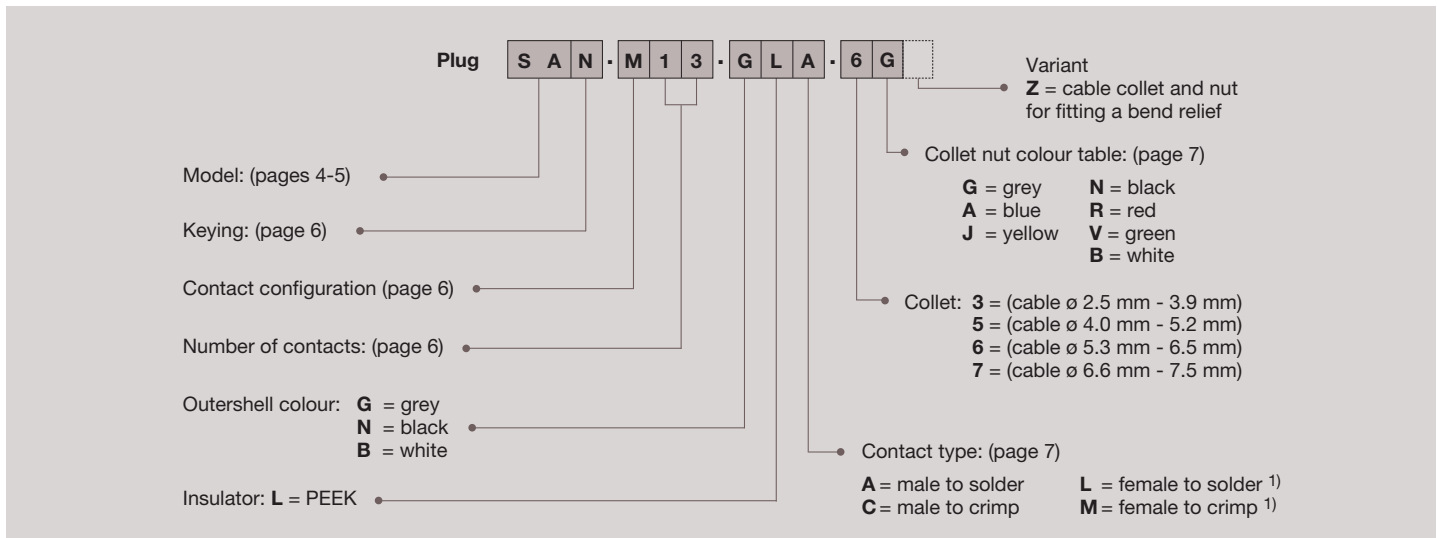 Plug S A N · M 1 3 · G L A · 6 G
Variant
Z = cable collet and nut
for fitting a bend relief
Collet nut colour table: (page 7)
G = grey N = black
A = blue R = red
J = yellow V = green
B = white
Model: (pages 4-5)
Keying: (page 6)
Contact configuration (page 6)
Number of contacts: (page 6)
Collet: 3 = (cable ø 2.5 mm - 3.9 mm)
5 = (cable ø 4.0 mm - 5.2 mm)
6 = (cable ø 5.3 mm - 6.5 mm)
7 = (cable ø 6.6 mm - 7.5 mm)
Outershell colour: G = grey
N = black
B = white
Insulator: L = PEEK
Contact type: (page 7)
A = male to solder L = female to solder 1)
C = male to crimp M = female to crimp 1)